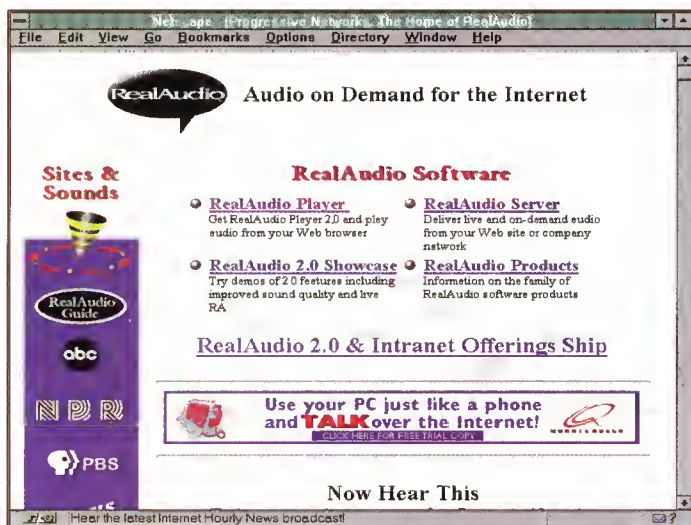 [Progressive Networks, The Home of RealAudio]
File Edit View Go Bookmarks Options Directory Window Help
RealAudio
Audio on Demand for the Internet
Sites &
Sounds
RealAudio
Guide
abc
NPR
PBS
RealAudio Software
RealAudio Player
Get RealAudio Player 2.0 and play
audio from your Web browser
RealAudio Server
Deliver live and on-demand audio
from your Web site or company
network
RealAudio 2.0 Showcase
Try demos of 2.0 features including
improved sound quality and live
RA
RealAudio Products
Information on the family of
RealAudio software products
RealAudio 2.0 & Intranet Offerings Ship
Use your PC just like a phone
and TALK over the Internet!
CLICK HERE FOR FREE TRIAL COPY
Now Hear This
Hear the latest Internet Hourly News broadcast!